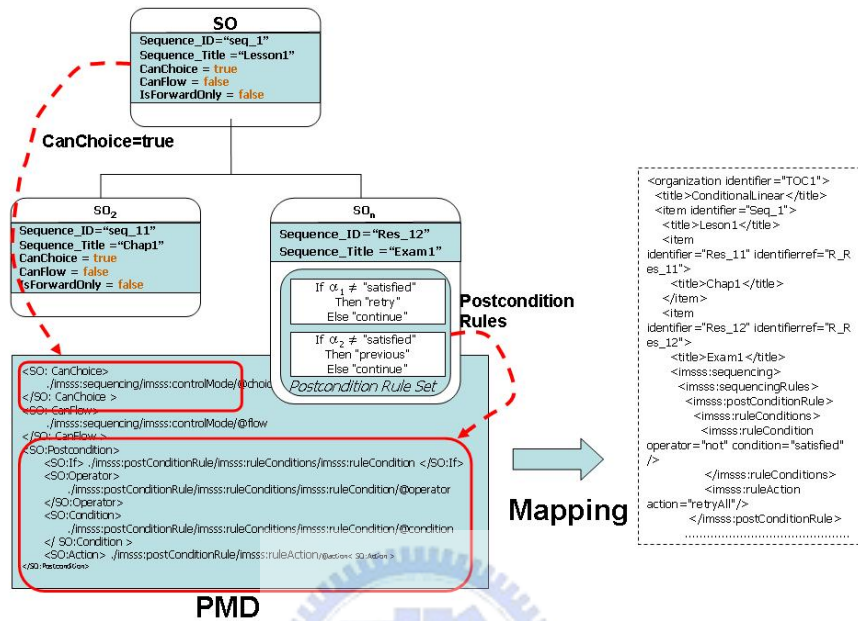 SO
Sequence_ID="seq_1"
Sequence_Title ="Lesson1"
CanChoice = true
CanFlow = false
IsForwardOnly = false
CanChoice=true
SO2
Sequence_ID="seq_11"
Sequence_Title ="Chap1"
CanChoice = true
CanFlow = false
IsForwardOnly = false
SOn
Sequence_ID="Res_12"
Sequence_Title ="Exam1"
If α1 ≠ "satisfied"
Then "retry"
Else "continue"
If α2 ≠ "satisfied"
Then "previous"
Else "continue"
Postcondition Rule Set
Postcondition
Rules
<SO: CanChoice>
./imsss:sequencing/imsss:controlMode/@choic
</SO: CanChoice >
<SO: CanFlow>
./imsss:sequencing/imsss:controlMode/@flow
</SO: CanFlow >
<SO:Postcondition>
<SO:If> ./imsss:postConditionRule/imsss:ruleConditions/imsss:ruleCondition </SO:If>
<SO:Operator>
./imsss:postConditionRule/imsss:ruleConditions/imsss:ruleCondition/@operator
</SO:Operator>
<SO:Condition>
./imsss:postConditionRule/imsss:ruleConditions/imsss:ruleCondition/@condition
</ SO:Condition >
<SO:Action> ./imsss:postConditionRule/imsss:ruleAction/@action< SO:Action >
</SO:Postcondition>
PMD
Mapping
<organization identifier="TOC1">
<title>ConditionalLinear</title>
<item identifier="Seq_1">
<title>Leson1</title>
<item
identifier="Res_11" identifierref="R_R
es_11">
<title>Chap1</title>
</item>
<item
identifier="Res_12" identifierref="R_R
es_12">
<title>Exam1</title>
<imsss:sequencing>
<imsss:sequencingRules>
<imsss:postConditionRule>
<imsss:ruleConditions>
<imsss:ruleCondition
operator="not" condition="satisfied"
/>
</imsss:ruleConditions>
<imsss:ruleAction
action="retryAll"/>
</imsss:postConditionRule>
..........................................